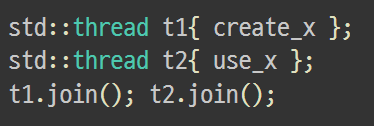 std::thread t1{ create_x };
std::thread t2{ use_x };
t1.join(); t2.join();